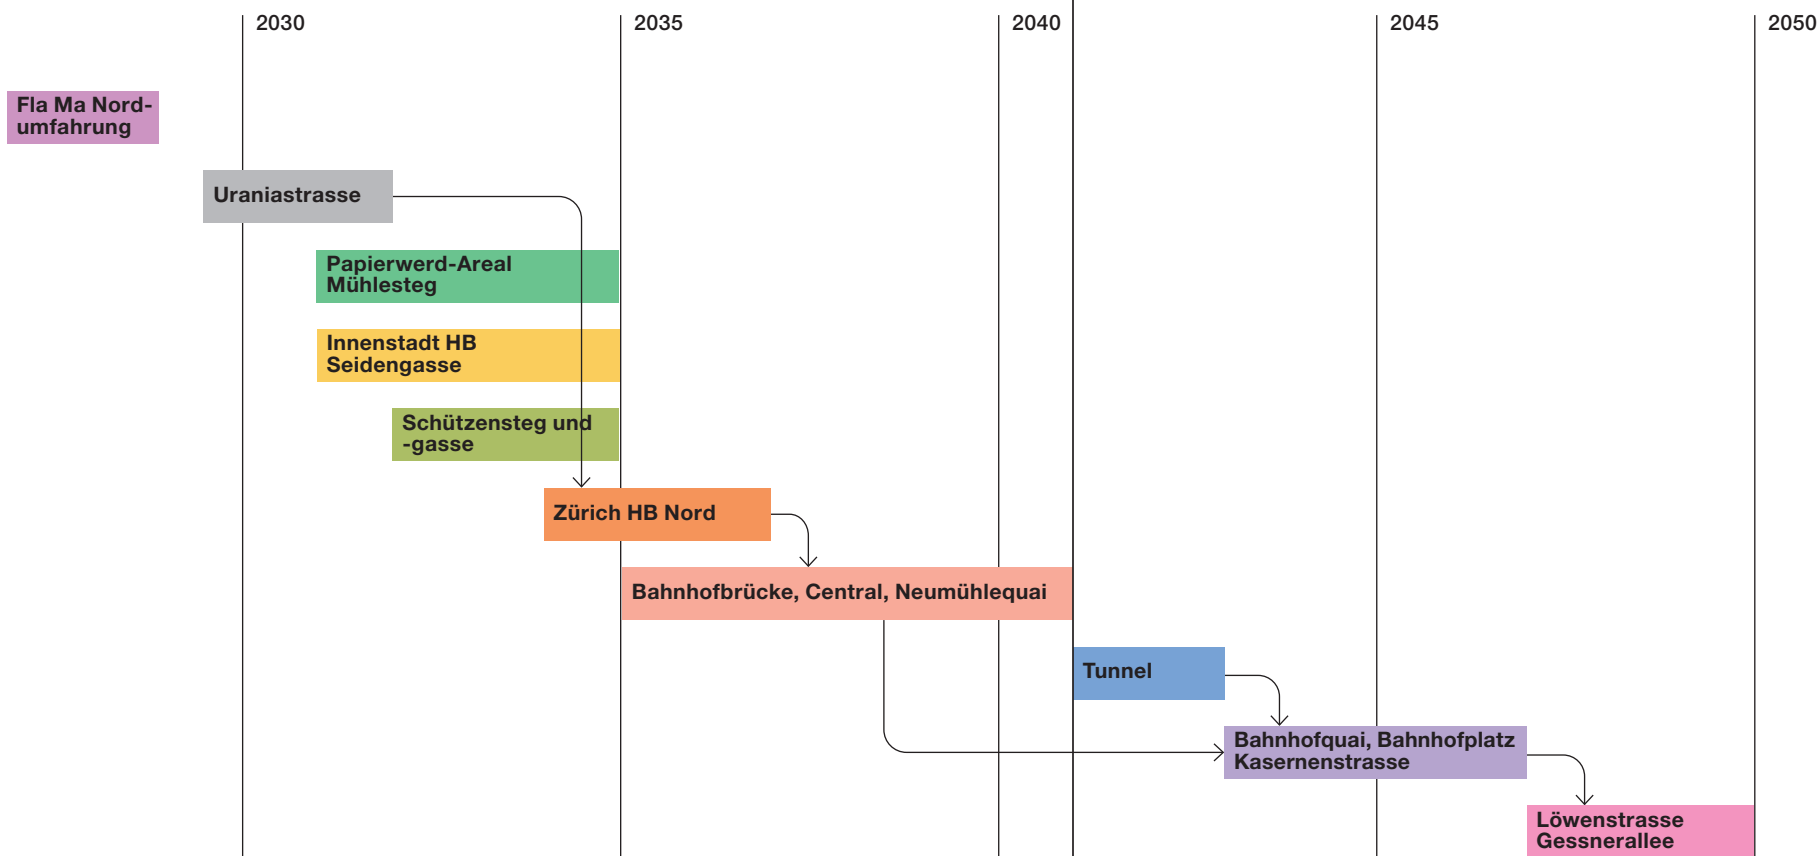 2030
2035
2040
2045
2050
Fla Ma Nord-
umfahrung
Uraniastrasse
Papierwerd-Areal
Mühlesteg
Innenstadt HB
Seidengasse
Schützensteg und
-gasse
Zürich HB Nord
Bahnhofbrücke, Central, Neumühlequai
Tunnel
Bahnhofquai, Bahnhofplatz
Kasernenstrasse
Löwenstrasse
Gessnerallee